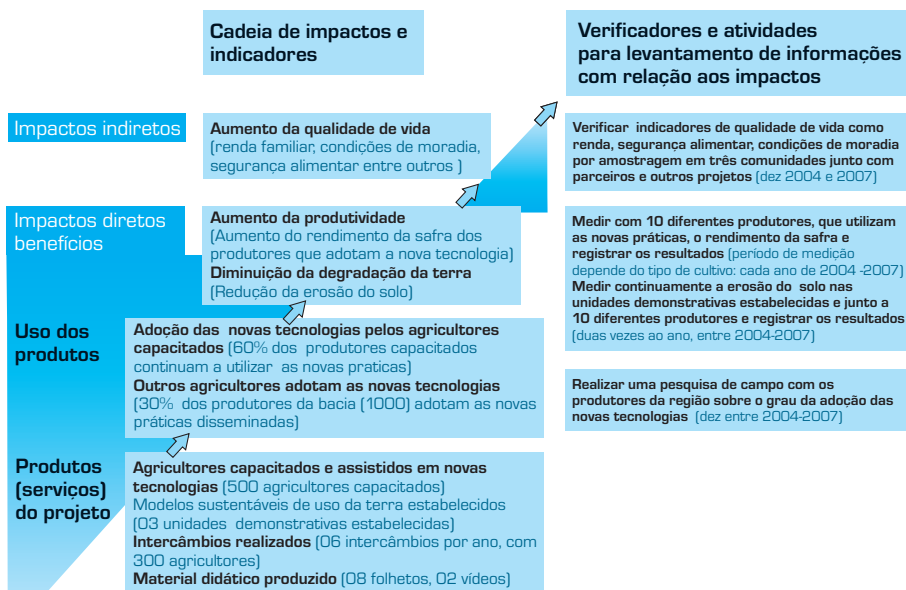 Cadeia de impactos e
indicadores
Verificadores e atividades
para levantamento de informações
com relação aos impactos
Impactos indiretos
Aumento da qualidade de vida
(renda familiar, condições de moradia,
segurança alimentar entre outros )
Verificar indicadores de qualidade de vida como
renda, segurança alimentar, condições de moradia
por amostragem em três comunidades junto com
parceiros e outros projetos (dez 2004 e 2007)
Impactos diretos
benefícios
Aumento da produtividade
(Aumento do rendimento da safra dos
produtores que adotam a nova tecnologia)
Diminuição da degradação da terra
(Redução da erosão do solo)
Medir com 10 diferentes produtores, que utilizam
as novas práticas, o rendimento da safra e
registrar os resultados (período de medição
depende do tipo de cultivo: cada ano de 2004 -2007)
Medir continuamente a erosão do solo nas
unidades demonstrativas estabelecidas e junto a
10 diferentes produtores e registrar os resultados
(duas vezes ao ano, entre 2004-2007)
Uso dos
produtos
Adoção das novas tecnologias pelos agricultores
capacitados (60% dos produtores capacitados
continuam a utilizar as novas praticas)
Outros agricultores adotam as novas tecnologias
(30% dos produtores da bacia (1000) adotam as novas
práticas disseminadas)
Realizar uma pesquisa de campo com os
produtores da região sobre o grau da adoção das
novas tecnologias (dez entre 2004-2007)
Produtos
(serviços)
do projeto
Agricultores capacitados e assistidos em novas
tecnologias (500 agricultores capacitados)
Modelos sustentáveis de uso da terra estabelecidos
(03 unidades demonstrativas estabelecidas)
Intercâmbios realizados (06 intercâmbios por ano, com
300 agricultores)
Material didático produzido (08 folhetos, 02 vídeos)